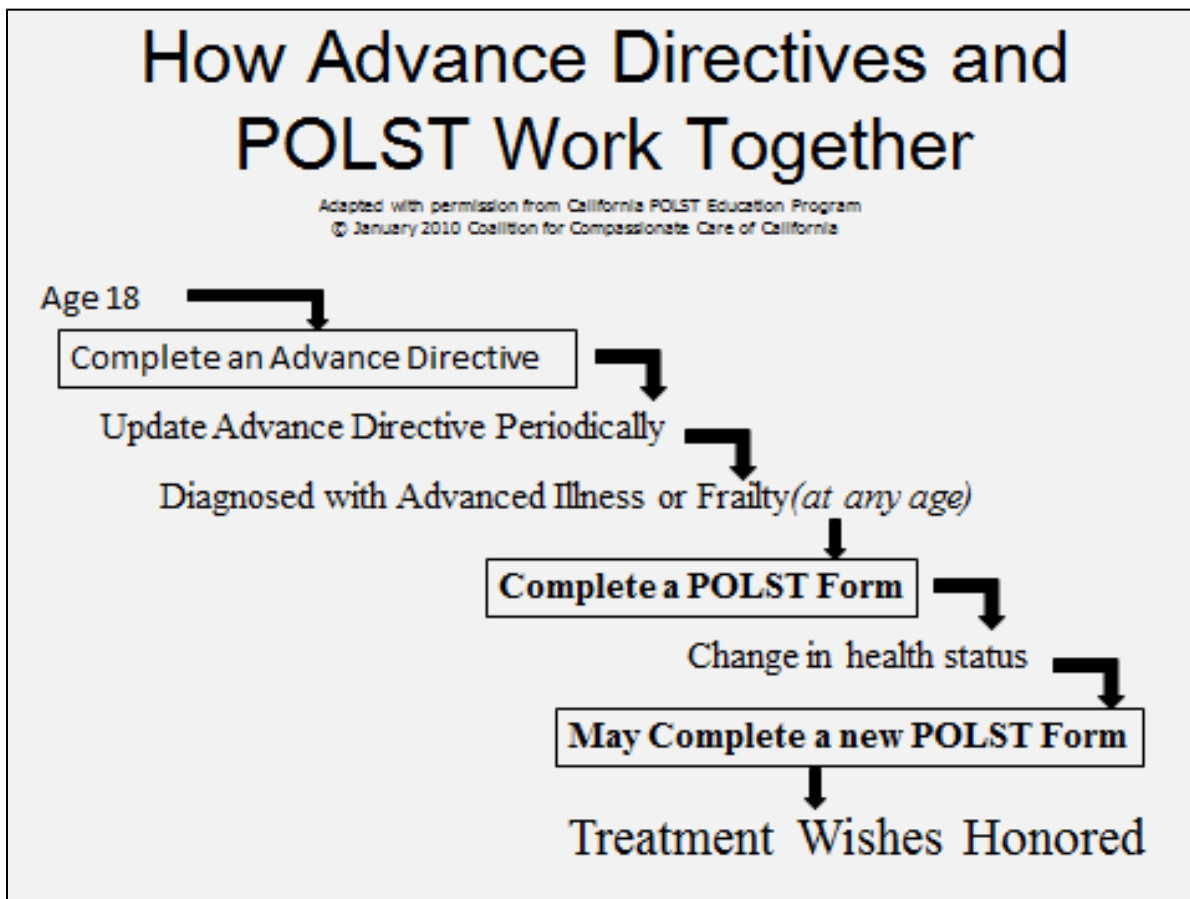 How Advance Directives and
POLST Work Together
Adapted with permission from California POLST Education Program
© January 2010 Coalition for Compassionate Care of California
Age 18
Complete an Advance Directive
Update Advance Directive Periodically
Diagnosed with Advanced Illness or Frailty(at any age)
Complete a POLST Form
Change in health status
May Complete a new POLST Form
Treatment Wishes Honored